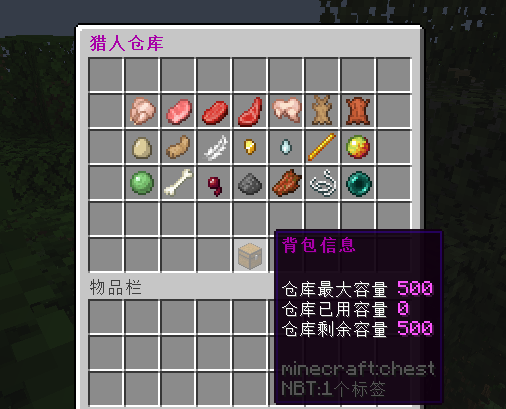 猎人仓库
背包信息
仓库最大容量 500
仓库已用容量 0
仓库剩余容量 500
物品栏
minecraft:chest
NBT:1个标签